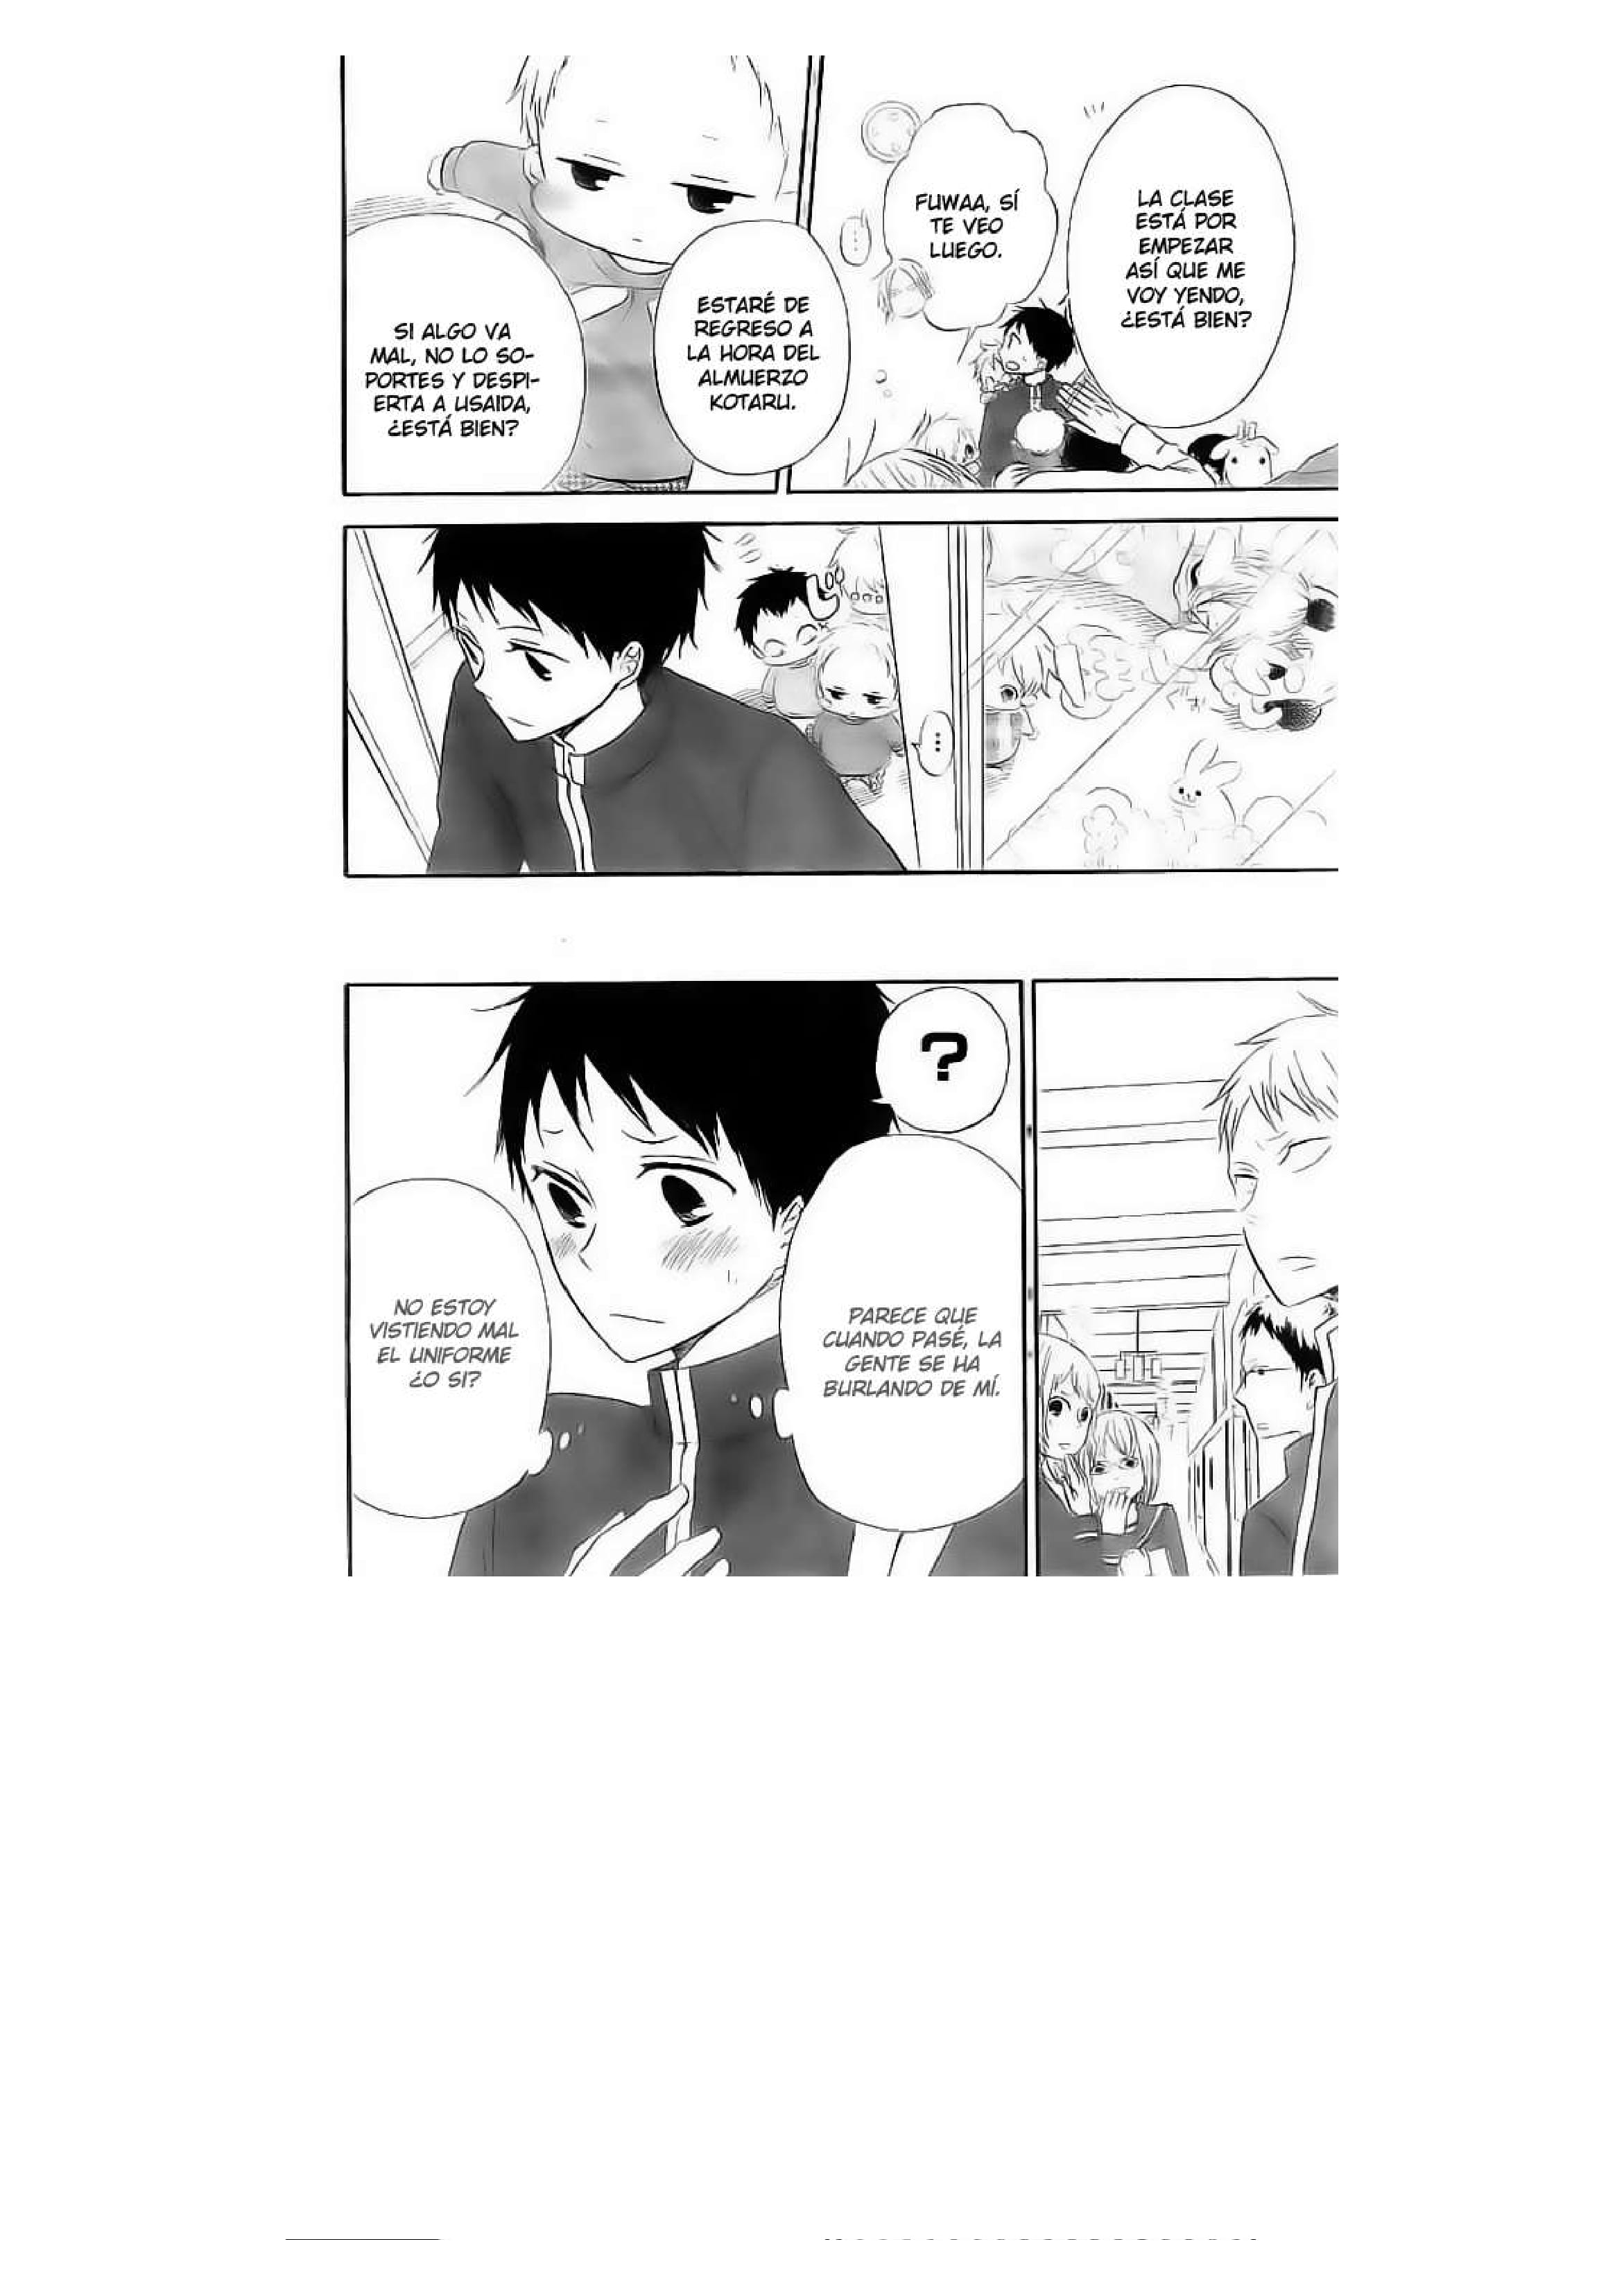 LA CLASE
ESTÁ POR
EMPEZAR
ASÍ QUE ME
VOY YENDO,
¿ESTÁ BIEN?
FUWAA, SÍ
TE VEO
LUEGO.
...
ESTARÉ DE
REGRESO A
LA HORA DEL
ALMUERZO
KOTARU.
SI ALGO VA
MAL, NO LO SO-
PORTES Y DESPI-
ERTA A USAIDA,
¿ESTÁ BIEN?
...
?
PARECE QUE
CUANDO PASÉ, LA
GENTE SE HA
BURLANDO DE MÍ.
NO ESTOY
VISTIENDO MAL
EL UNIFORME
¿O SI?